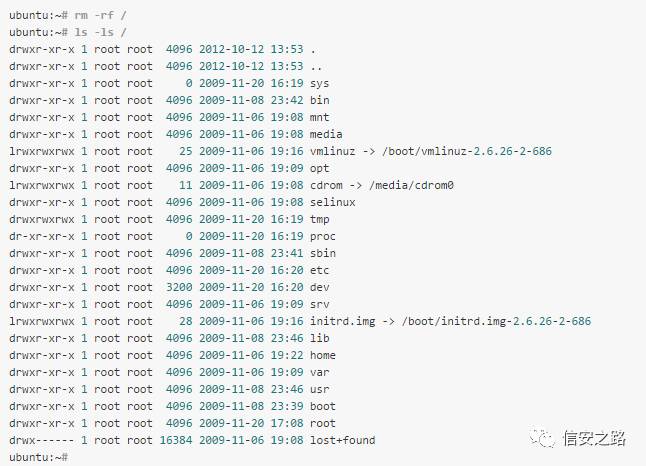 ubuntu:~# rm -rf /
ubuntu:~# ls -ls /
drwxr-xr-x 1 root root  4096 2012-10-12 13:53 .
drwxr-xr-x 1 root root  4096 2012-10-12 13:53 ..
drwxr-xr-x 1 root root     0 2009-11-20 16:19 sys
drwxr-xr-x 1 root root  4096 2009-11-08 23:42 bin
drwxr-xr-x 1 root root  4096 2009-11-06 19:08 mnt
drwxr-xr-x 1 root root  4096 2009-11-06 19:08 media
lrwxrwxrwx 1 root root    25 2009-11-06 19:16 vmlinuz -> /boot/vmlinuz-2.6.26-2-686
drwxr-xr-x 1 root root  4096 2009-11-06 19:09 opt
lrwxrwxrwx 1 root root    11 2009-11-06 19:08 cdrom -> /media/cdrom0
drwxr-xr-x 1 root root  4096 2009-11-06 19:08 selinux
drwxrwxrwx 1 root root  4096 2009-11-20 16:19 tmp
dr-xr-xr-x 1 root root     0 2009-11-20 16:19 proc
drwxr-xr-x 1 root root  4096 2009-11-08 23:41 sbin
drwxr-xr-x 1 root root  4096 2009-11-20 16:20 etc
drwxr-xr-x 1 root root  3200 2009-11-20 16:20 dev
drwxr-xr-x 1 root root  4096 2009-11-06 19:09 srv
lrwxrwxrwx 1 root root    28 2009-11-06 19:16 initrd.img -> /boot/initrd.img-2.6.26-2-686
drwxr-xr-x 1 root root  4096 2009-11-08 23:46 lib
drwxr-xr-x 1 root root  4096 2009-11-06 19:22 home
drwxr-xr-x 1 root root  4096 2009-11-06 19:09 var
drwxr-xr-x 1 root root  4096 2009-11-08 23:46 usr
drwxr-xr-x 1 root root  4096 2009-11-08 23:39 boot
drwxr-xr-x 1 root root  4096 2009-11-20 17:08 root
drwx------ 1 root root 16384 2009-11-06 19:08 lost+found
ubuntu:~#
信安之路